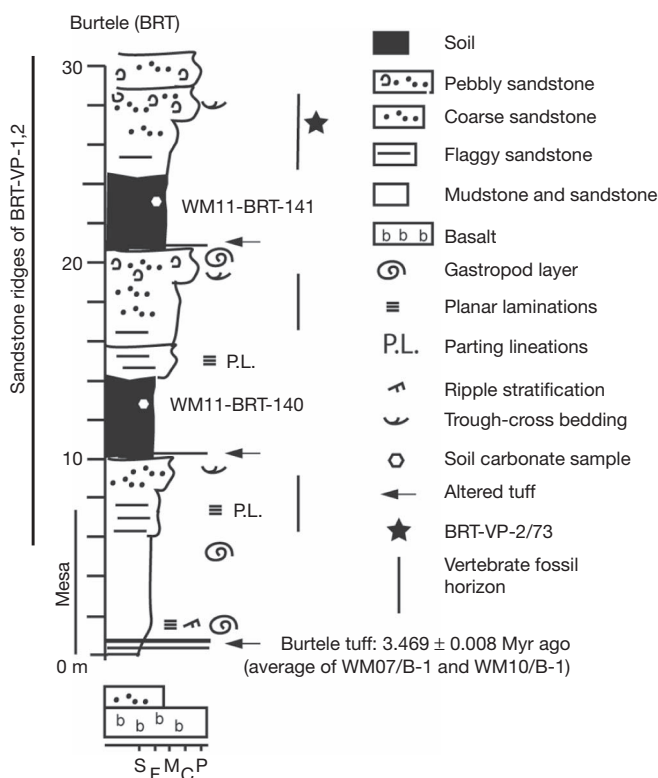 Burtele (BRT)
30
20
10
0 m
Sandstone ridges of BRT-VP-1,2
Mesa
WM11-BRT-141
P.L.
WM11-BRT-140
P.L.
Burtele tuff: 3.469 ± 0.008 Myr ago
(average of WM07/B-1 and WM10/B-1)
b b b b
S F M C P
Soil
Pebbly sandstone
Coarse sandstone
Flaggy sandstone
Mudstone and sandstone
b b b
Basalt
Gastropod layer
Planar laminations
P.L.
Parting lineations
Ripple stratification
Trough-cross bedding
Soil carbonate sample
Altered tuff
BRT-VP-2/73
Vertebrate fossil
horizon